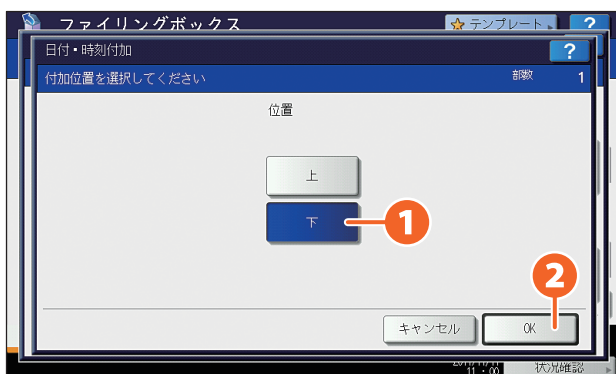 ファイリングボックス
テンプレート
?
日付・時刻付加
?
付加位置を選択してください
部数 1
位置
上
下
1
2
キャンセル
OK
11:00
状況確認